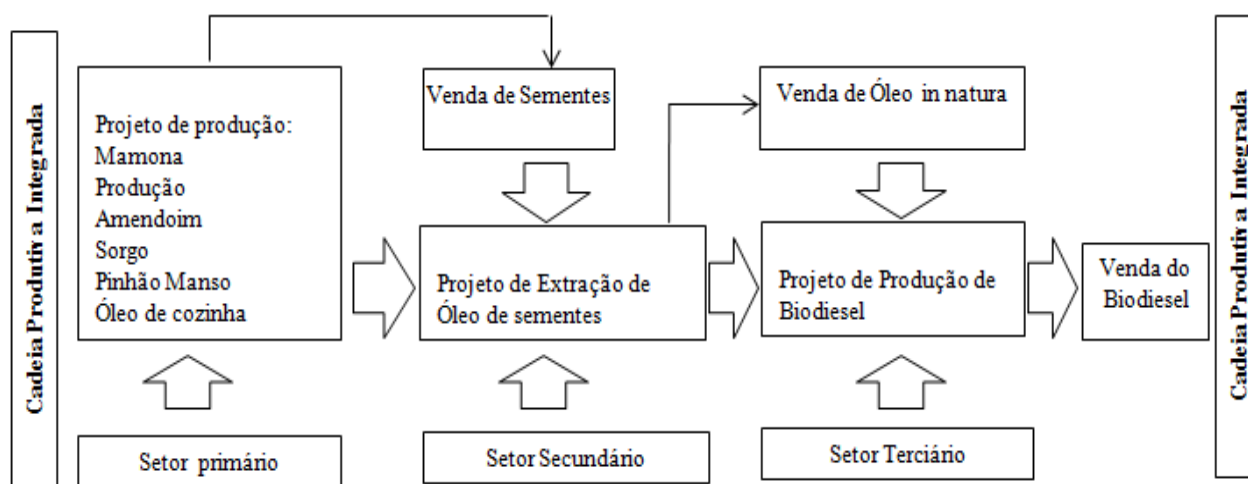 Cadeia Produtiva Integrada
Projeto de produção:
Mamona
Produção
Amendoim
Sorgo
Pinhão Manso
Óleo de cozinha
Setor primário
Venda de Sementes
Projeto de Extração de
Óleo de sementes
Setor Secundário
Venda de Óleo in natura
Projeto de Produção de
Biodiesel
Setor Terciário
Venda do
Biodiesel
Cadeia Produtiva Integrada